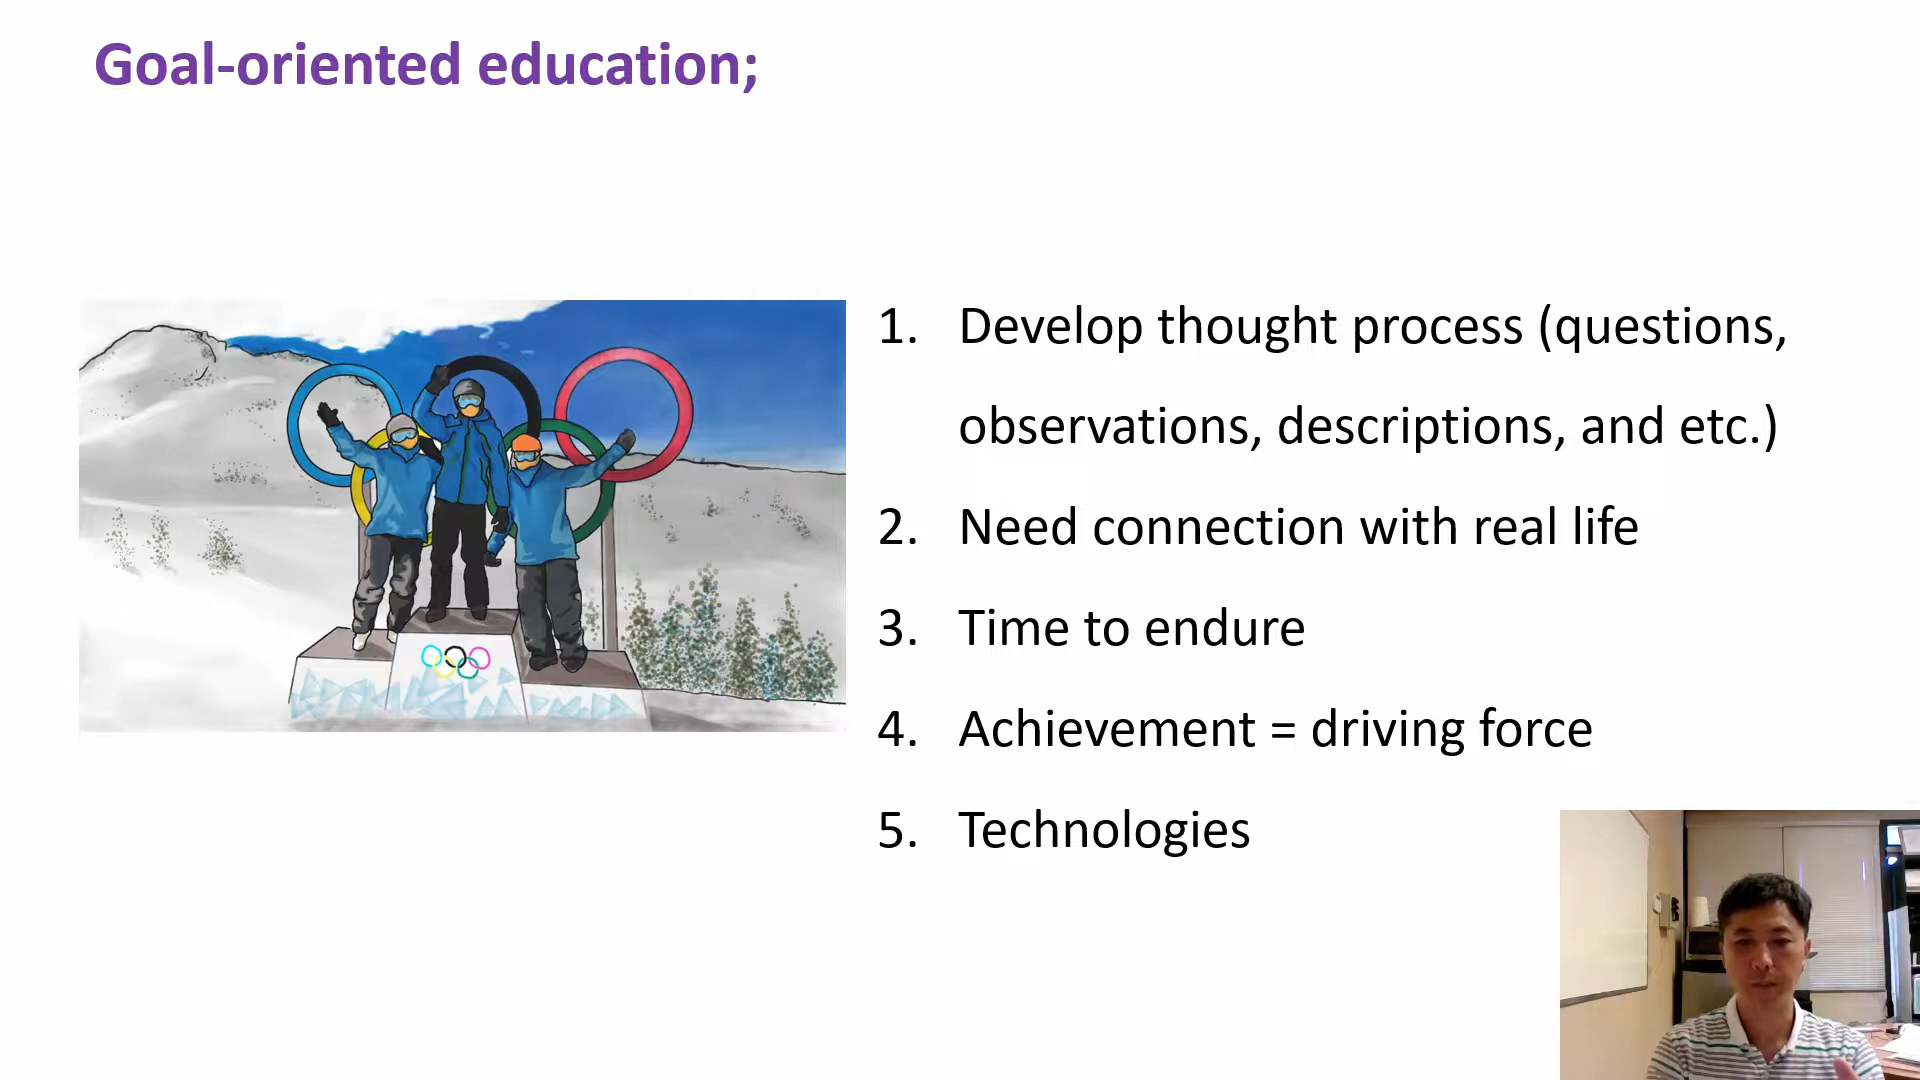 Goal-oriented education;
1. Develop thought process (questions,
observations, descriptions, and etc.)
2. Need connection with real life
3. Time to endure
4. Achievement = driving force
5. Technologies